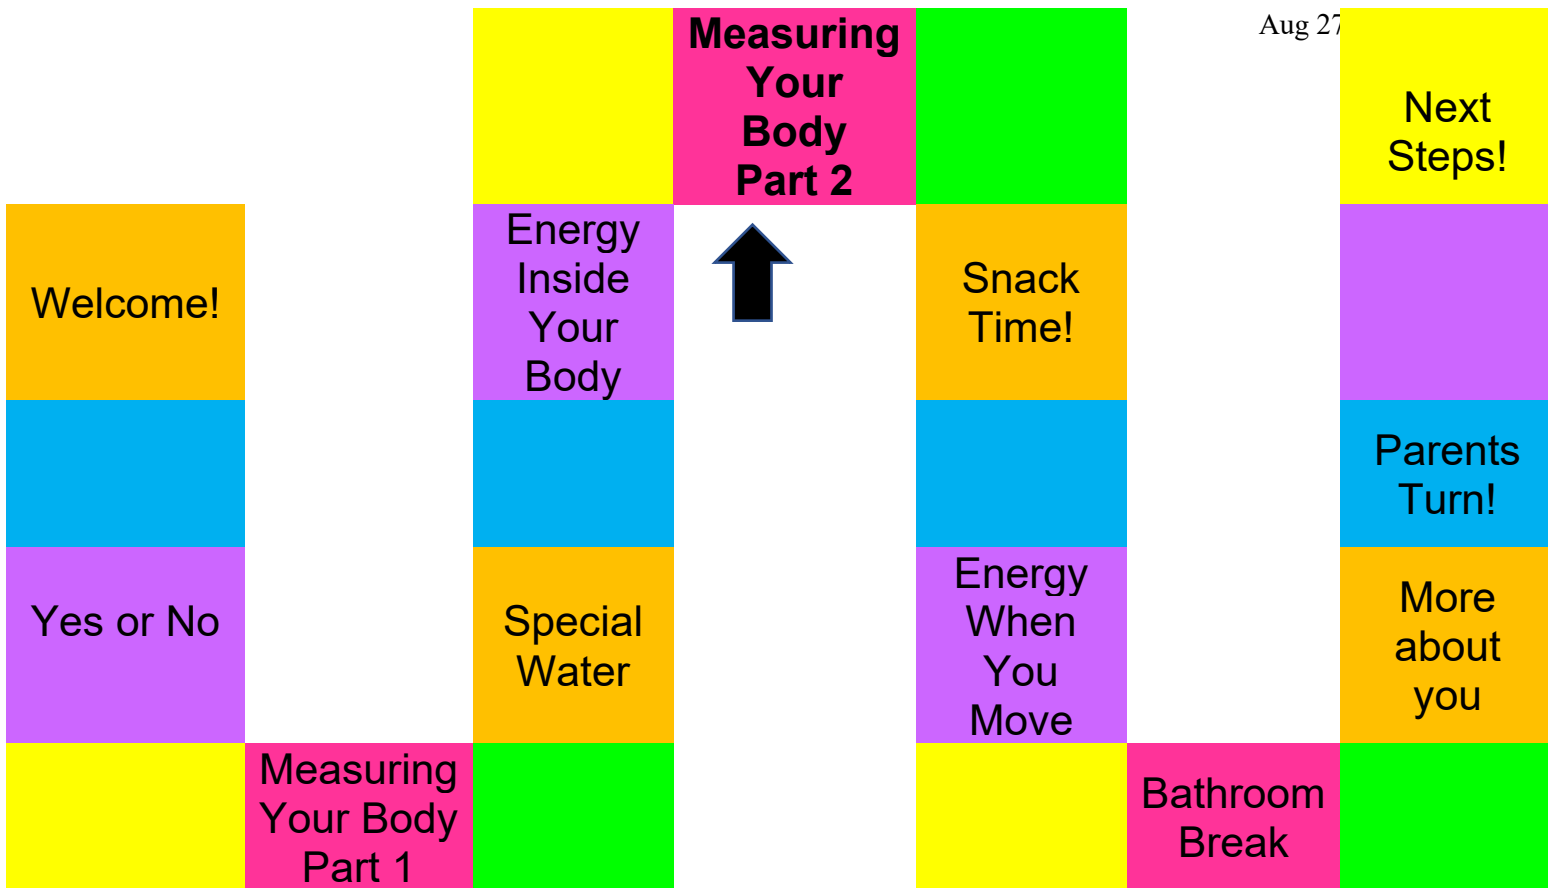 Measuring
Your
Body
Part 2
Aug 27
Next
Steps!
Welcome!
Energy
Inside
Your
Body
Snack
Time!
Parents
Turn!
Yes or No
Special
Water
Energy
When
You
Move
More
about
you
Measuring
Your Body
Part 1
Bathroom
Break